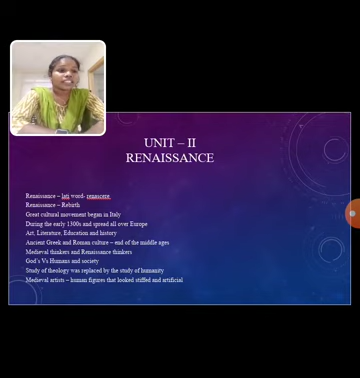 UNIT – II
RENAISSANCE
Renaissance – lati word- renascere.
Renaissance – Rebirth
Great cultural movement began in Italy
During the early 1300s and spread all over Europe
Art, Literature, Education and history
Ancient Greek and Roman culture – end of the middle ages
Medieval thinkers and Renaissance thinkers
God's Vs Humans and society
Study of theology was replaced by the study of humanity
Medieval artists – human figures that looked stiffed and artificial